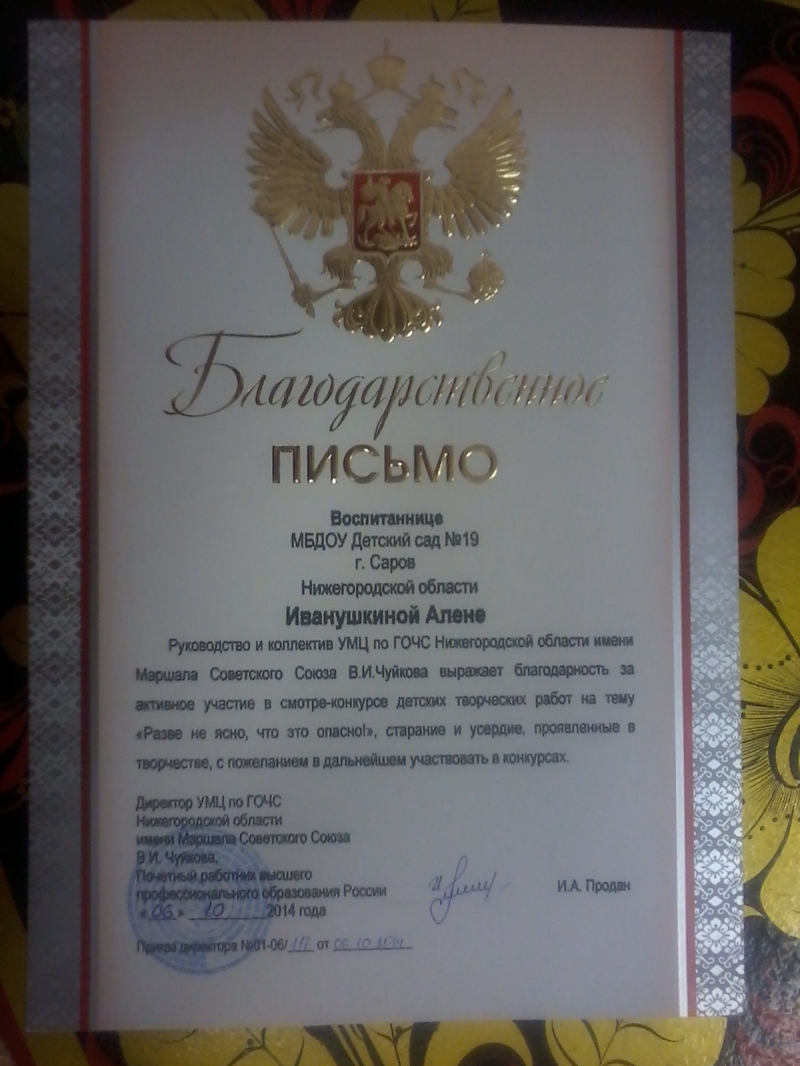 Благодарственное
ПИСЬМО
Воспитаннице
МБДОУ Детский сад №19
г. Саров
Нижегородской области
Иванушкиной Алене
Руководство и коллектив УМЦ по ГОЧС Нижегородской области имени
Маршала Советского Союза В.И.Чуйкова выражает благодарность за
активное участие в смотре-конкурсе детских творческих работ на тему
«Разве не ясно, что это опасно!», старание и усердие, проявленные в
творчестве, с пожеланием в дальнейшем участвовать в конкурсах.
Директор УМЦ по ГОЧС
Нижегородской области
имени Маршала Советского Союза
В.И. Чуйкова,
Почетный работник высшего
профессионального образования России
И.А. Продан
«06» 10 2014 года
Приказ директора №01-06/ от 06.10.2014